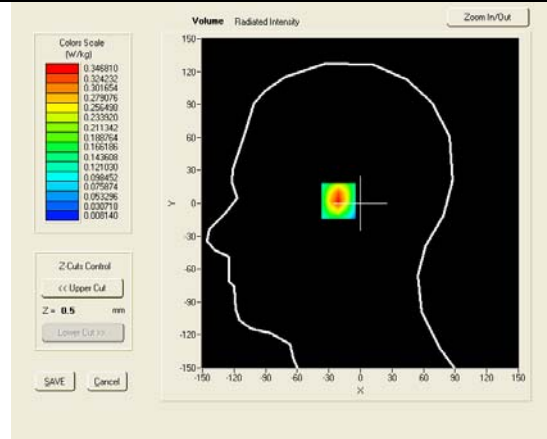 Volume Radiated Intensity
Zoom In/Out
Colors Scale
(W/kg)
0.346810
0.324232
0.301654
0.279076
0.256498
0.233920
0.211342
0.188764
0.166186
0.143608
0.121030
0.098452
0.075874
0.053296
0.030718
0.008140
Z-Cuts Control
<< Upper Cut
Z = 0.5 mm
Lower Cut >>
SAVE Cancel
150-
120-
90-
60-
30-
0-
-30-
-60-
-90-
-120-
-150-
Y
-150 -120 -90 -60 -30 0 30 60 90 120 150
X